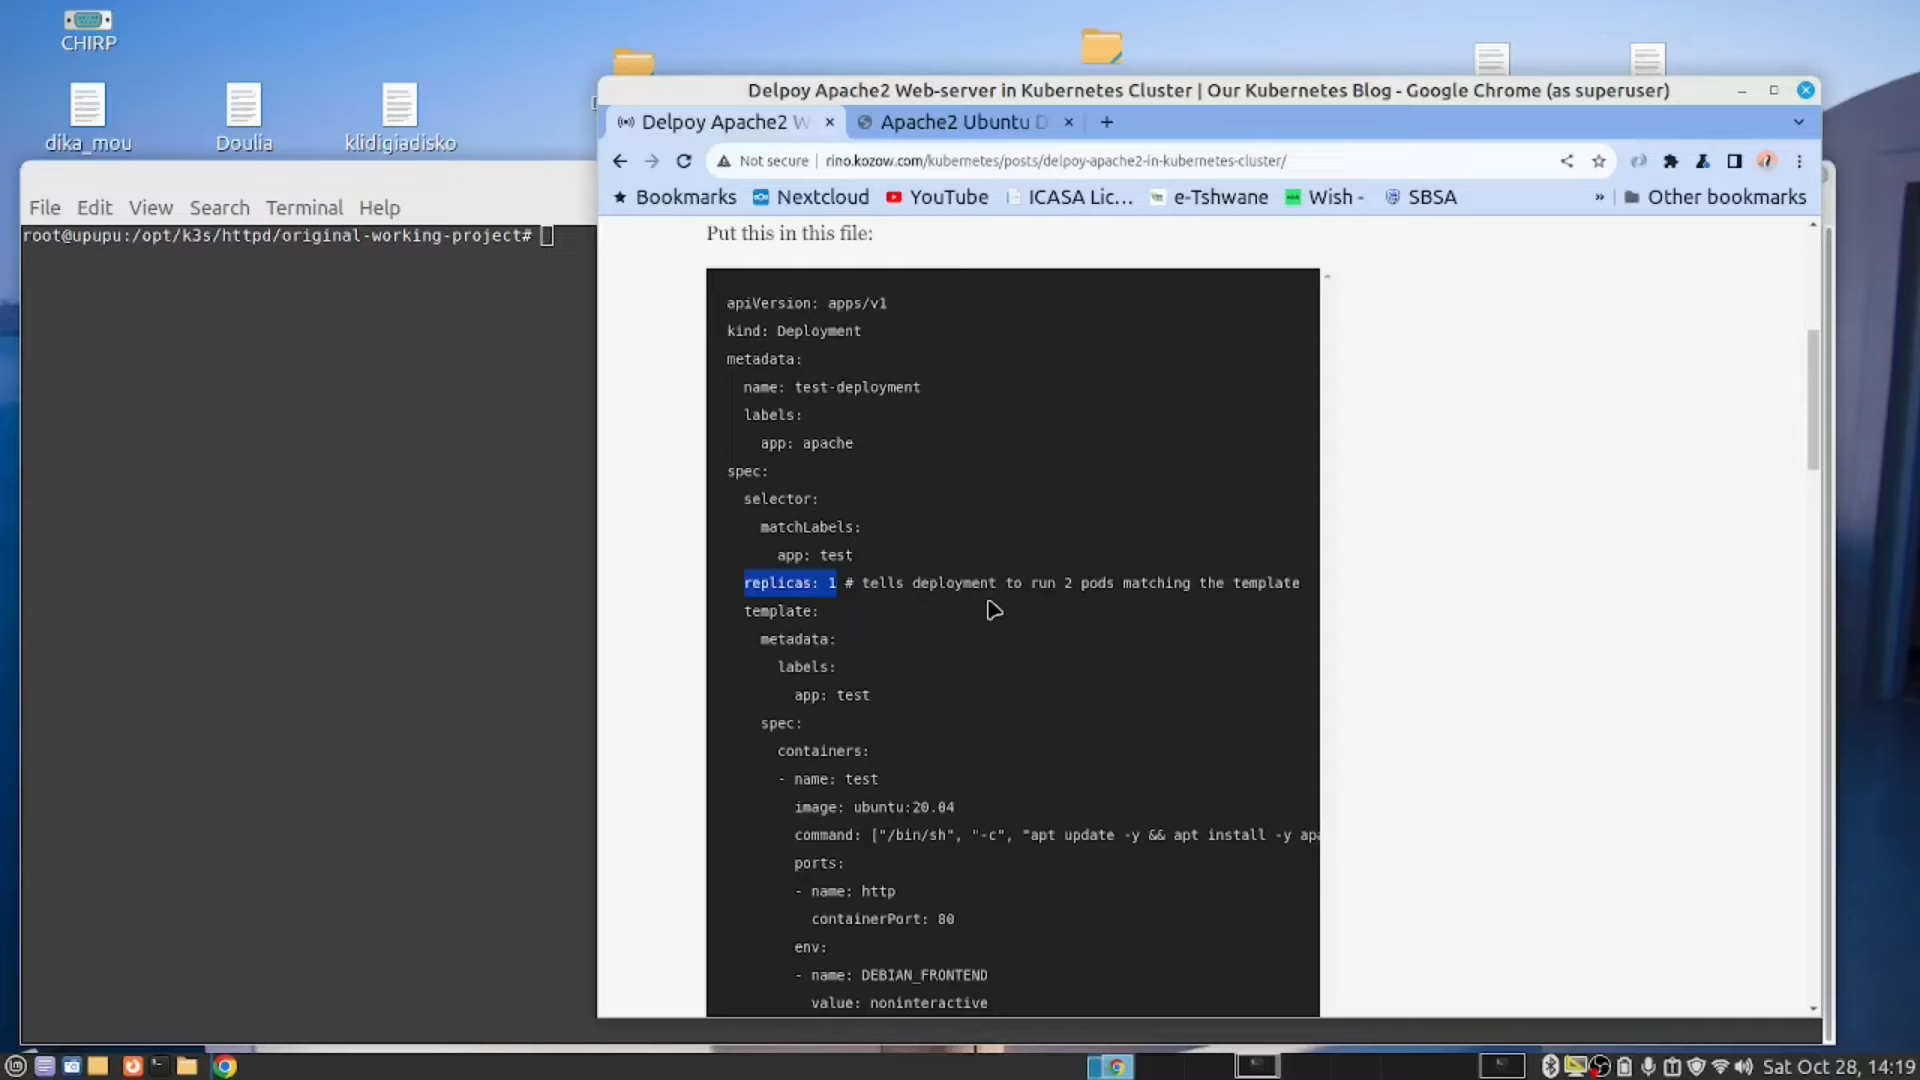 CHIRP
dika_mou
Doulia
klidigiadisko
File Edit View Search Terminal Help
root@upupu:/opt/k3s/httpd/original-working-project#
Delpoy Apache2 Web-server in Kubernetes Cluster | Our Kubernetes Blog - Google Chrome (as superuser)
Delpoy Apache2 W
Apache2 Ubuntu D
Not secure
rino.kozow.com/kubernetes/posts/delpoy-apache2-in-kubernetes-cluster/
Bookmarks
Nextcloud
YouTube
ICASA Lic...
e-Tshwane
Wish -
SBSA
» Other bookmarks
Put this in this file:
apiVersion: apps/v1
kind: Deployment
metadata:
name: test-deployment
labels:
app: apache
spec:
selector:
matchLabels:
app: test
replicas: 1 # tells deployment to run 2 pods matching the template
template:
metadata:
labels:
app: test
spec:
containers:
- name: test
image: ubuntu:20.04
command: ["/bin/sh", "-c", "apt update -y && apt install -y apa
ports:
- name: http
containerPort: 80
env:
- name: DEBIAN_FRONTEND
value: noninteractive
Sat Oct 28, 14:19